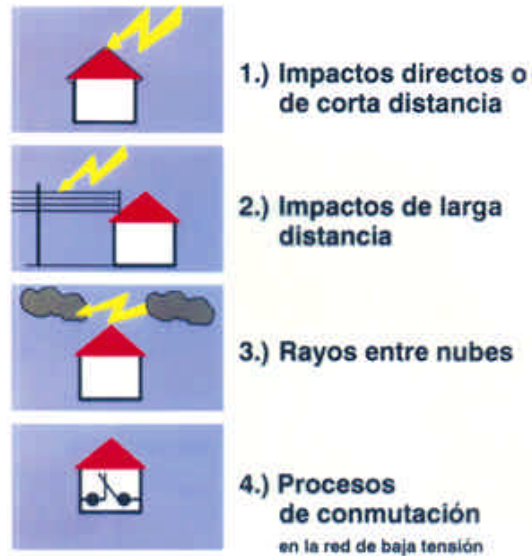 1.) Impactos directos o
de corta distancia
2.) Impactos de larga
distancia
3.) Rayos entre nubes
4.) Procesos
de conmutación
en la red de baja tensión